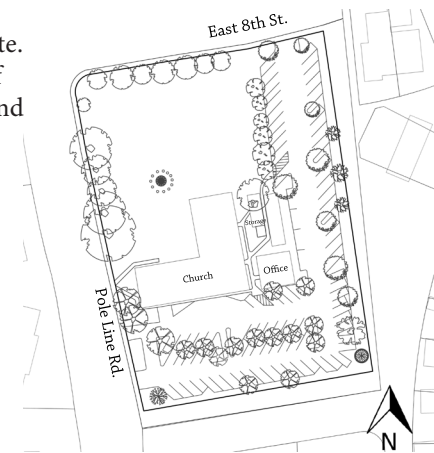 East 8th St.
te.
f
nd
Storage
Church
Office
Pole Line Rd.
N